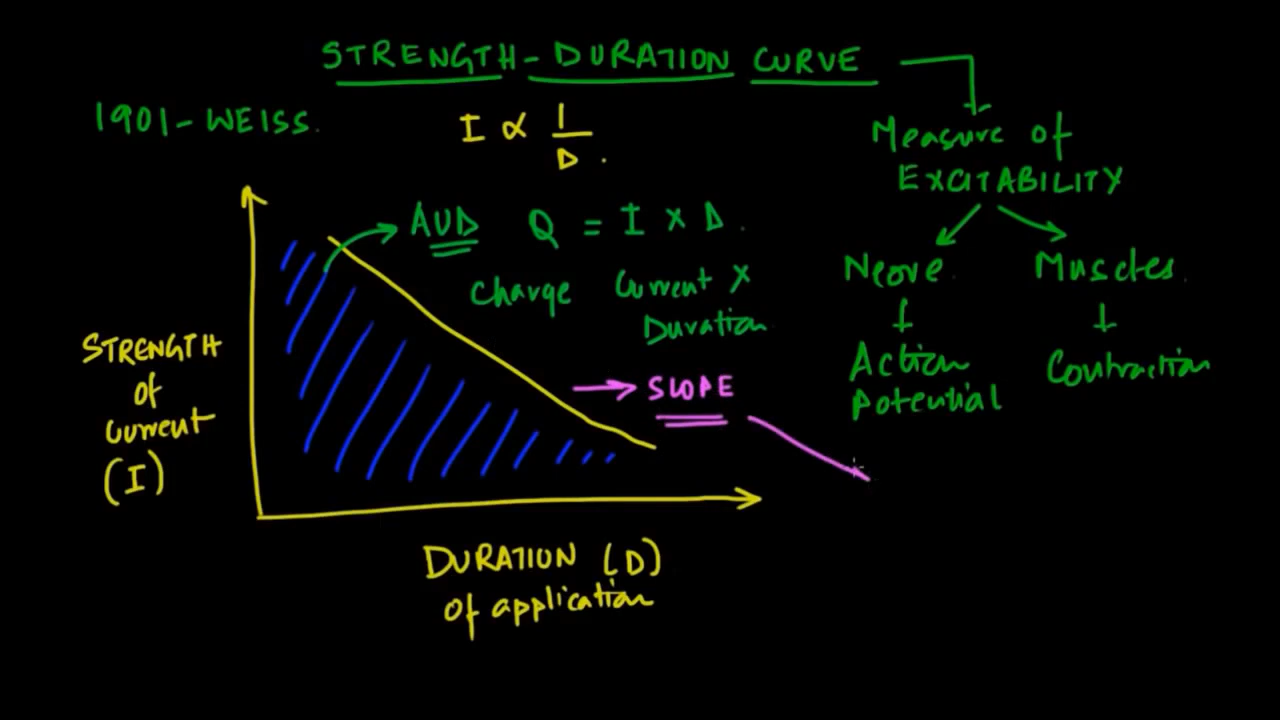 STRENGTH-DURATION CURVE
1901-WEISS.
I ∝ 1/D.
Measure of
EXCITABILITY
AUD Q = I × D.
Charge Current ×
Duration
Nerve
Muscles
Action
Potential
Contraction
SLOPE
STRENGTH
of
current
(I)
DURATION (D)
of application